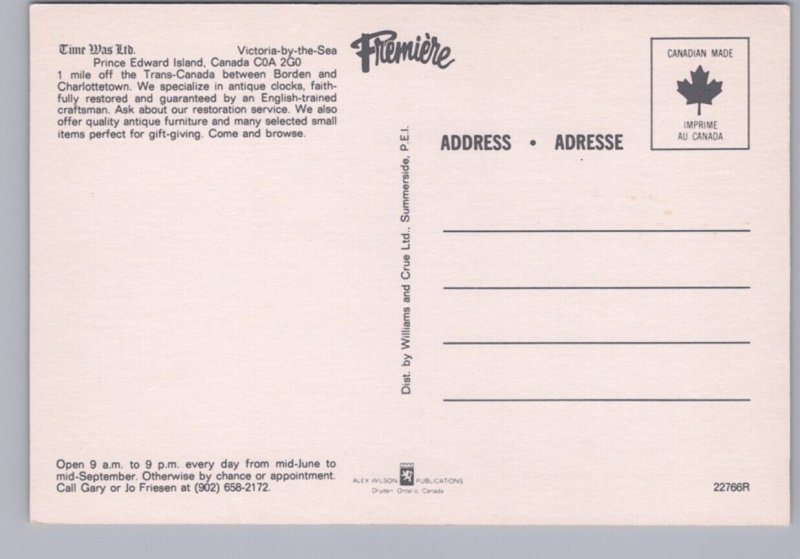 Time Was Ltd. Victoria-by-the-Sea
Prince Edward Island, Canada C0A 2G0
1 mile off the Trans-Canada between Borden and
Charlottetown. We specialize in antique clocks, faith-
fully restored and guaranteed by an English-trained
craftsman. Ask about our restoration service. We also
offer quality antique furniture and many selected small
items perfect for gift-giving. Come and browse.
Open 9 a.m. to 9 p.m. every day from mid-June to
mid-September. Otherwise by chance or appointment.
Call Gary or Jo Friesen at (902) 658-2172.
Première
Dist. by Williams and Crue Ltd., Summerside, P.E.I.
ALEX WILSON PUBLICATIONS
Dryden Ontario Canada
CANADIAN MADE
IMPRIME
AU CANADA
ADDRESS • ADRESSE
22766R